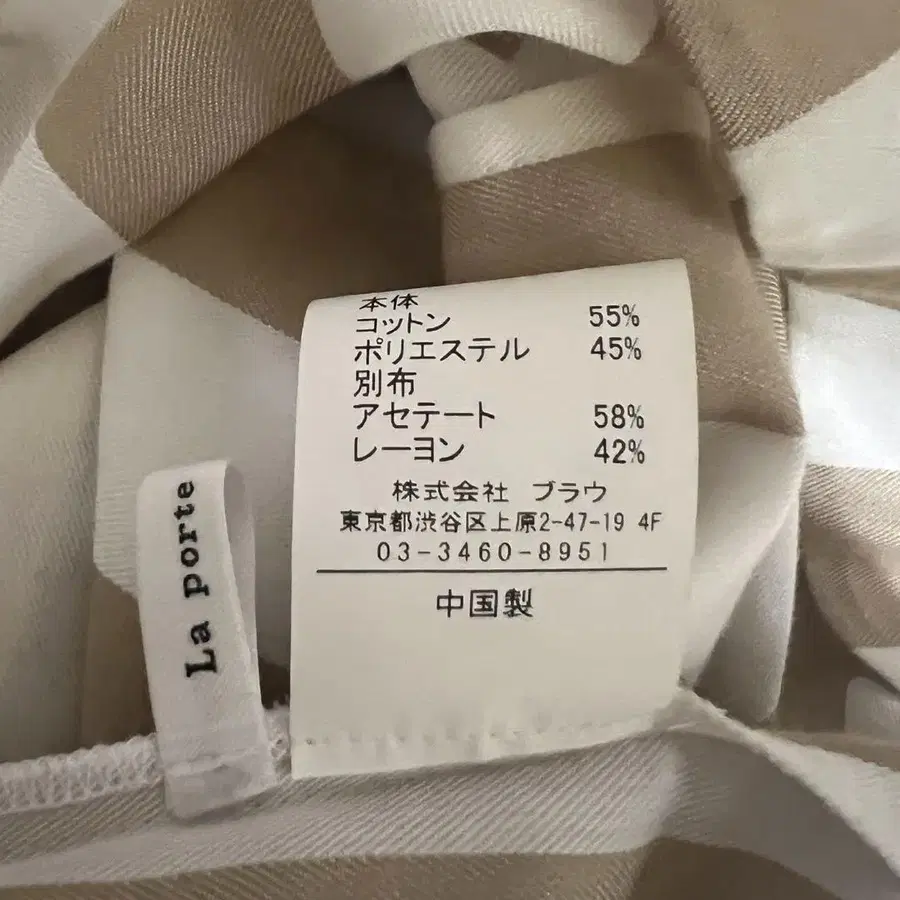 本体
コットン 55%
ポリエステル 45%
別布
アセテート 58%
レーヨン 42%
株式会社 ブラウ
東京都渋谷区上原2-47-19 4F
03-3460-8951
中国製
La porte